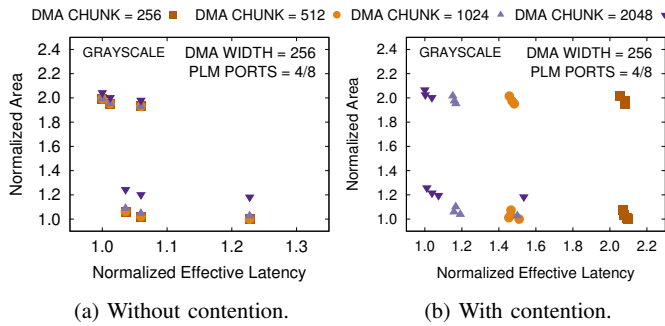 DMA CHUNK = 256 DMA CHUNK = 512 DMA CHUNK = 1024 DMA CHUNK = 2048
GRAYSCALE
DMA WIDTH = 256
PLM PORTS = 4/8
Normalized Area
2.4
2.2
2.0
1.8
1.6
1.4
1.2
1.0
1.0 1.1 1.2 1.3
Normalized Effective Latency
(a) Without contention.
GRAYSCALE
DMA WIDTH = 256
PLM PORTS = 4/8
Normalized Area
2.4
2.2
2.0
1.8
1.6
1.4
1.2
1.0
1.0 1.2 1.4 1.6 1.8 2.0 2.2
Normalized Effective Latency
(b) With contention.